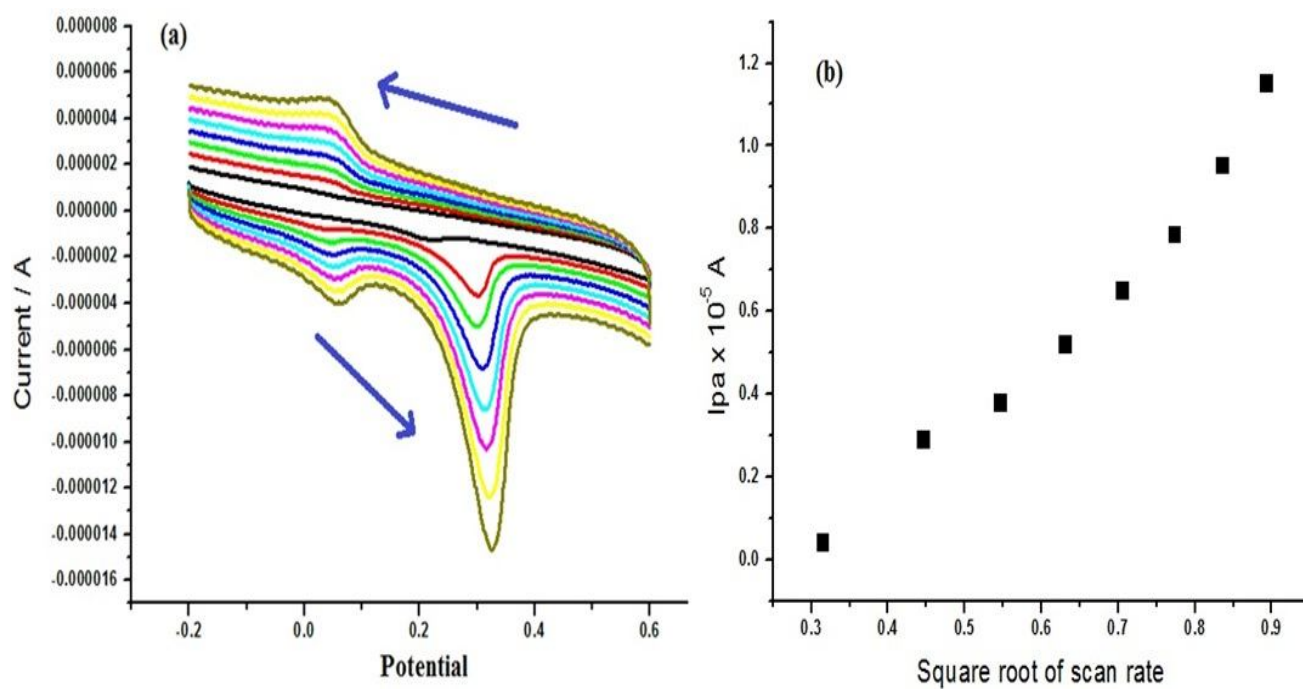 (a)
0.000008
0.000006
0.000004
0.000002
0.000000
-0.000002
-0.000004
-0.000006
-0.000008
-0.000010
-0.000012
-0.000014
-0.000016
Current / A
-0.2 0.0 0.2 0.4 0.6
Potential
(b)
1.2
1.0
0.8
0.6
0.4
0.2
0.0
Ipa x 10⁻⁵ A
0.3 0.4 0.5 0.6 0.7 0.8 0.9
Square root of scan rate